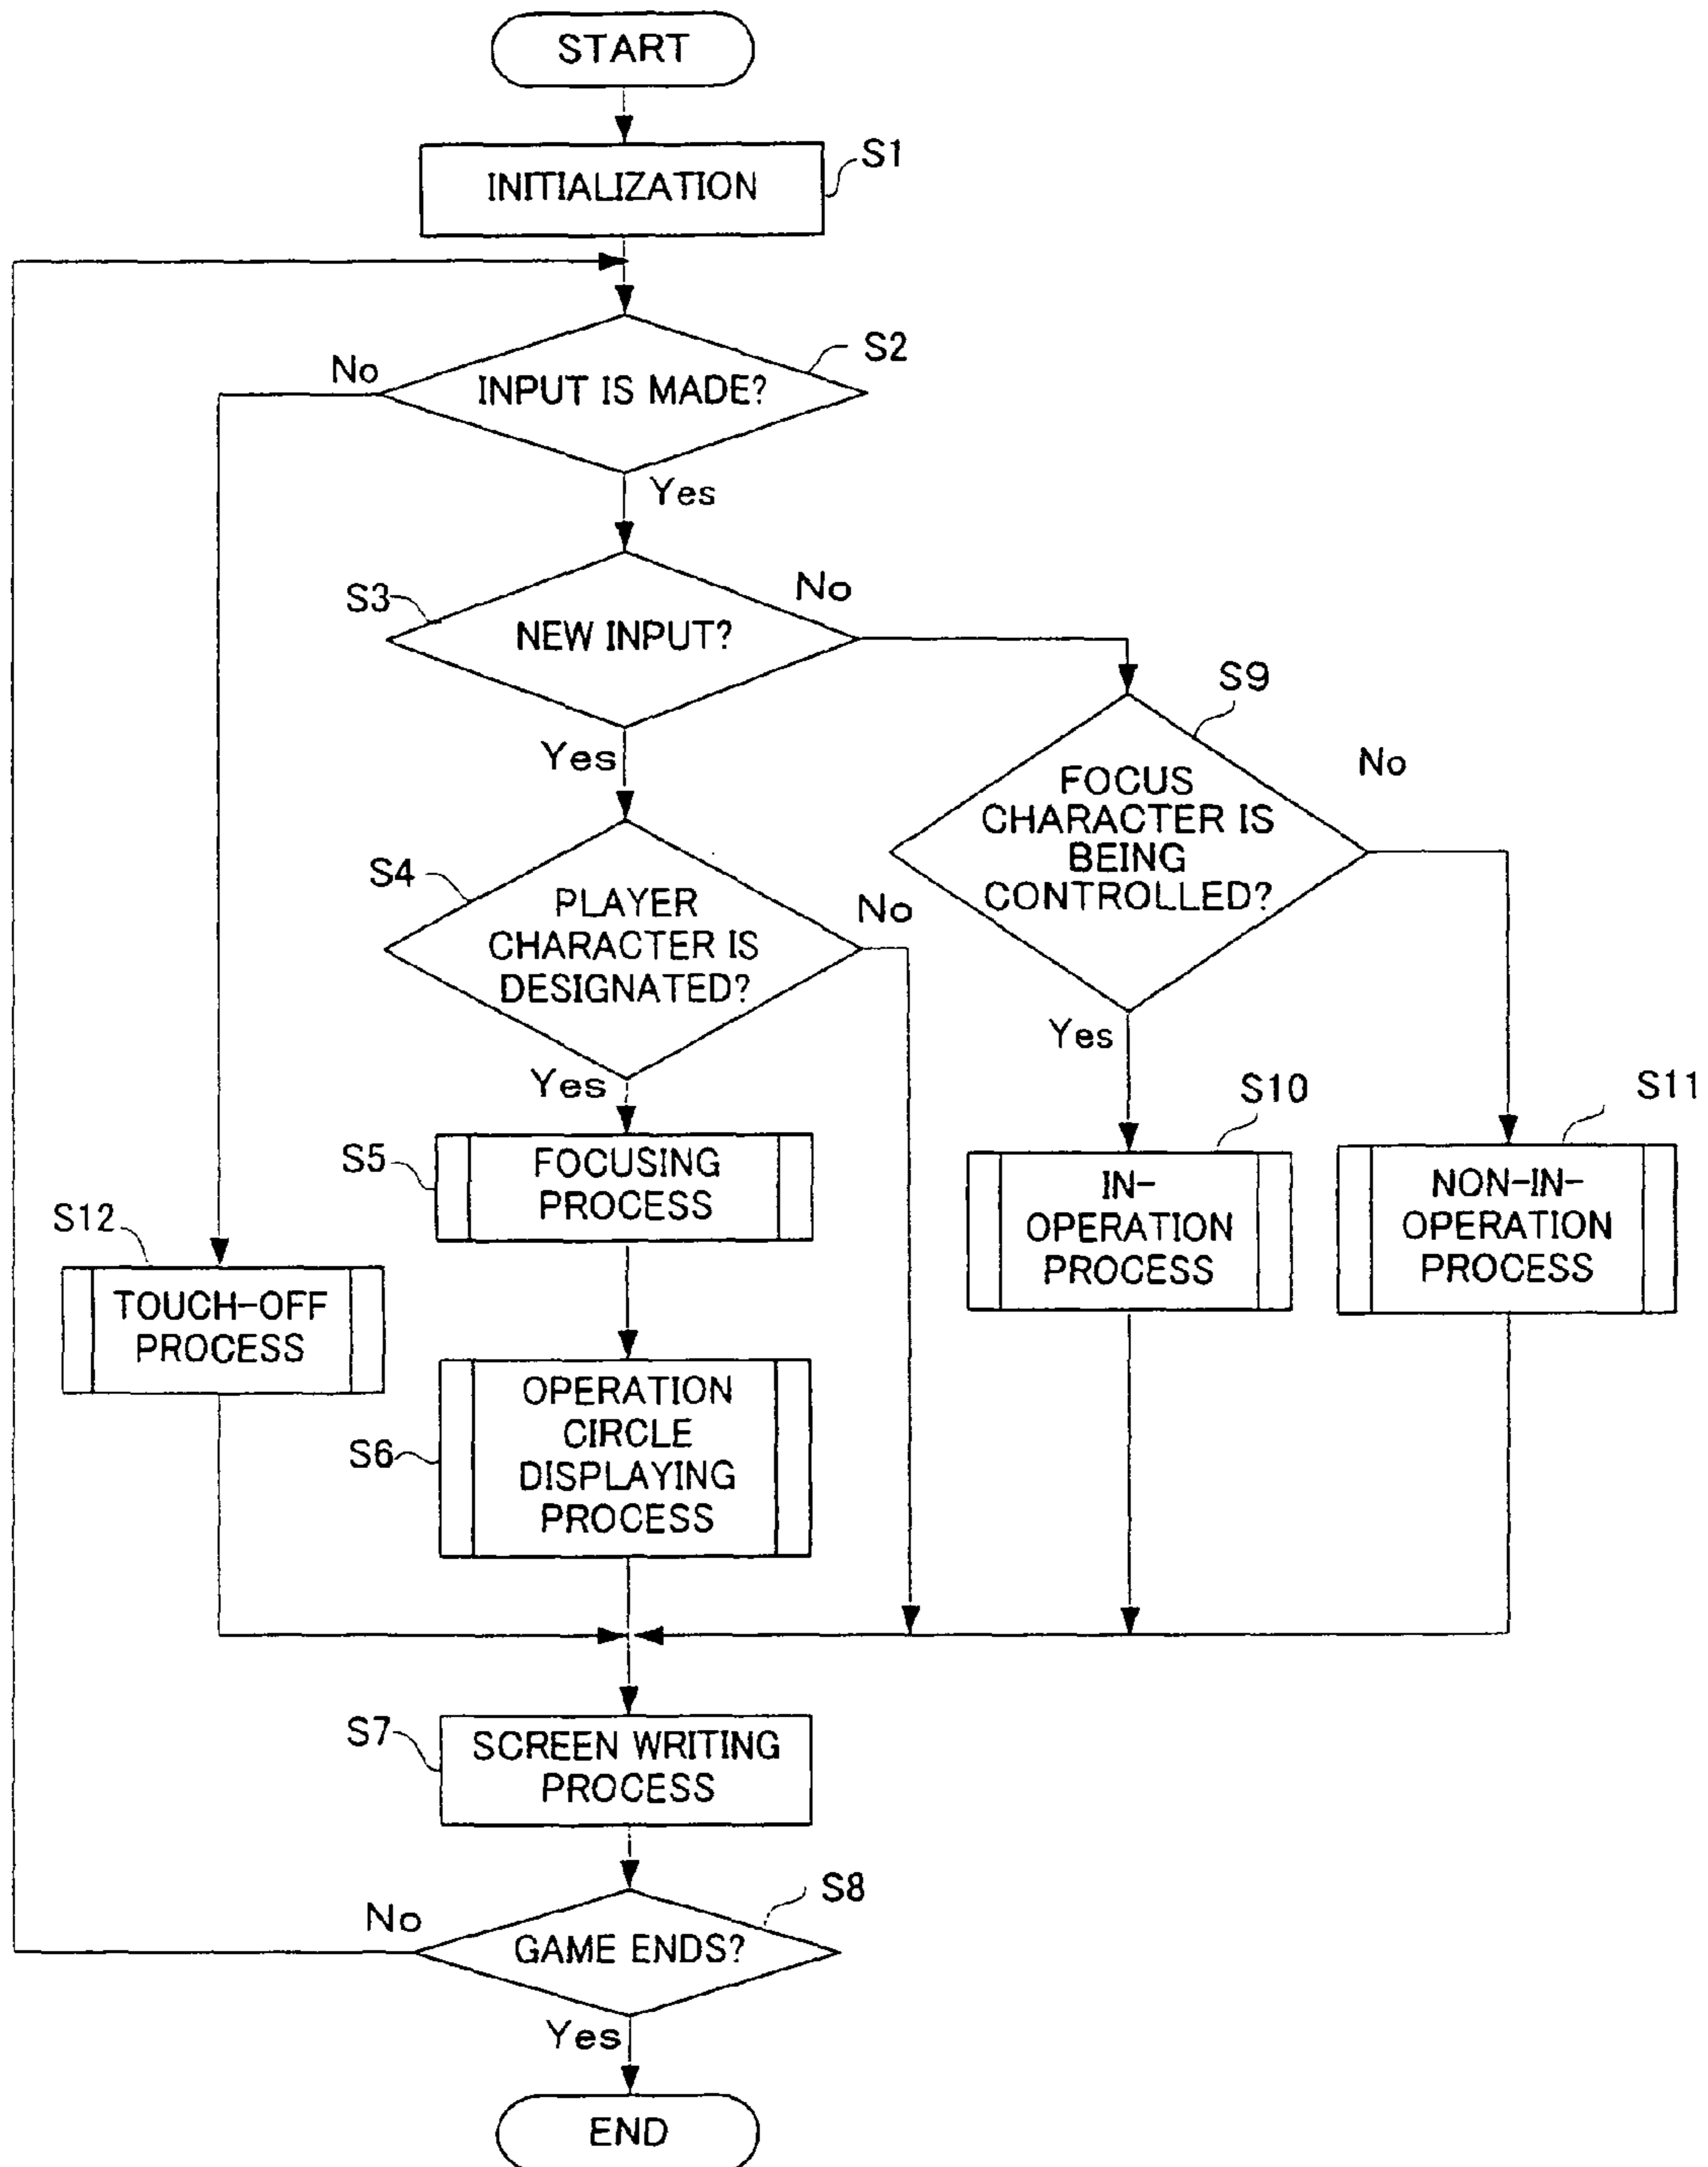 START
S1
INITIALIZATION
S2
No
INPUT IS MADE?
Yes
S3
No
NEW INPUT?
S9
Yes
No
FOCUS
CHARACTER IS
BEING
CONTROLLED?
S4
PLAYER
CHARACTER IS
DESIGNATED?
No
Yes
Yes
S10
S11
S5
FOCUSING
PROCESS
IN-
OPERATION
PROCESS
NON-IN-
OPERATION
PROCESS
S12
TOUCH-OFF
PROCESS
S6
OPERATION
CIRCLE
DISPLAYING
PROCESS
S7
SCREEN WRITING
PROCESS
S8
No
GAME ENDS?
Yes
END